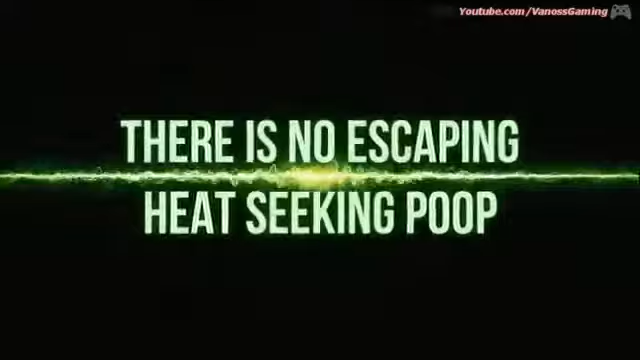 Youtube.com/VanossGaming
THERE IS NO ESCAPING
HEAT SEEKING POOP